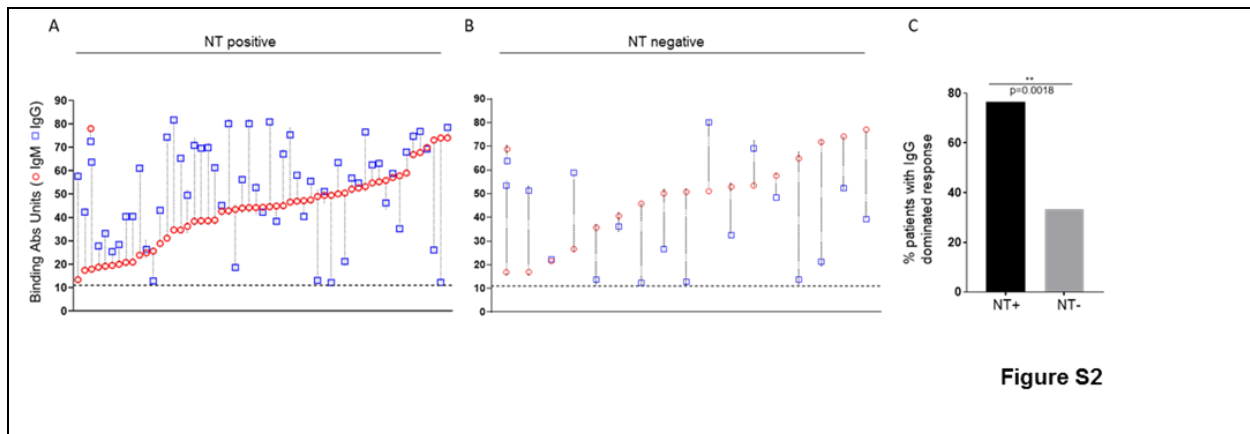 A
NT positive
Binding Abs Units ( IgM IgG)
90
80
70
60
50
40
30
20
10
0
B
NT negative
90
80
70
60
50
40
30
20
10
0
C
**
p=0.0018
% patients with IgG
dominated response
80
60
40
20
0
NT+ NT-
Figure S2